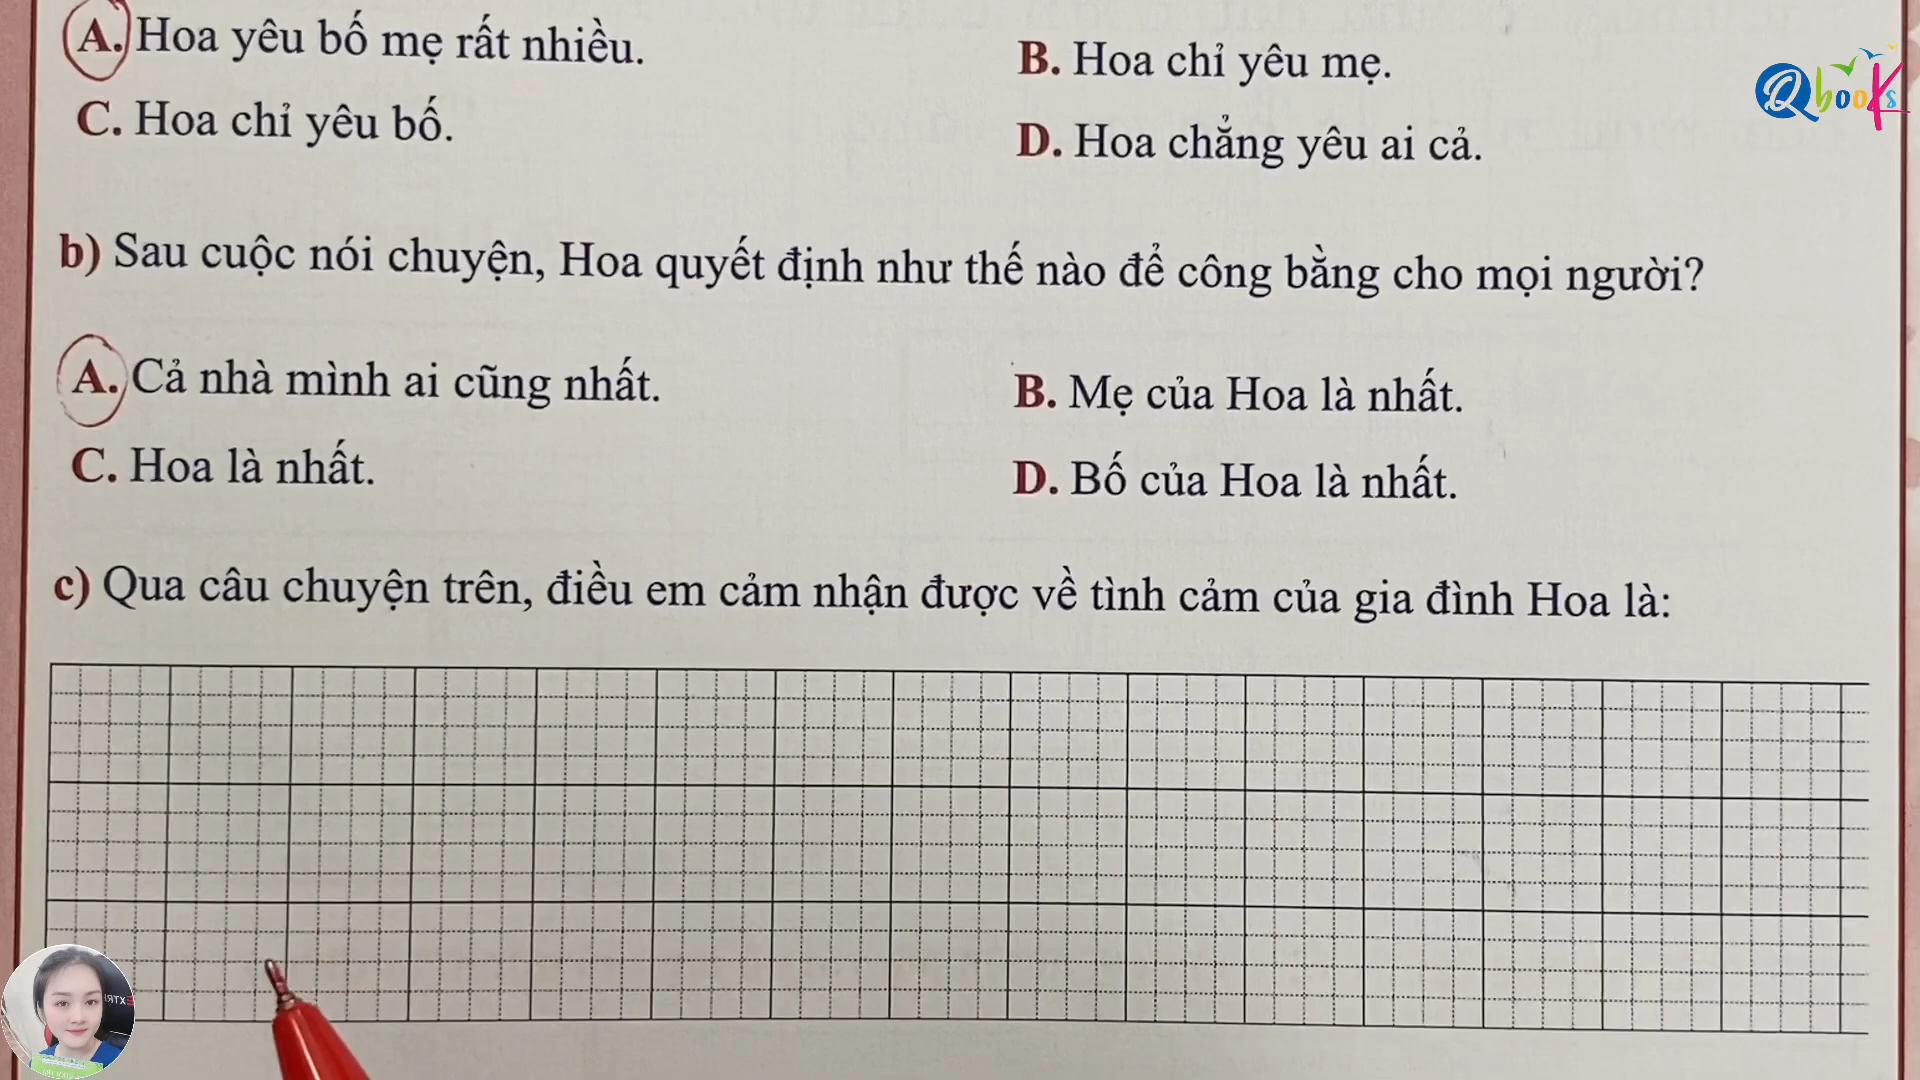 A. Hoa yêu bố mẹ rất nhiều.
B. Hoa chỉ yêu mẹ.
C. Hoa chỉ yêu bố.
D. Hoa chẳng yêu ai cả.
Qbooks
b) Sau cuộc nói chuyện, Hoa quyết định như thế nào để công bằng cho mọi người?
A. Cả nhà mình ai cũng nhất.
B. Mẹ của Hoa là nhất.
C. Hoa là nhất.
D. Bố của Hoa là nhất.
c) Qua câu chuyện trên, điều em cảm nhận được về tình cảm của gia đình Hoa là: